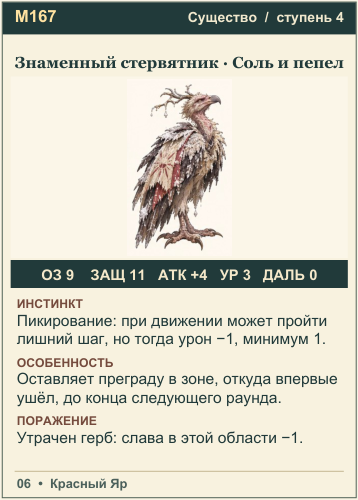 M167
Существо / ступень 4
Знаменный стервятник · Соль и пепел
ОЗ 9 ЗАЩ 11 АТК +4 УР 3 ДАЛЬ 0
ИНСТИНКТ
Пикирование: при движении может пройти
лишний шаг, но тогда урон −1, минимум 1.
ОСОБЕННОСТЬ
Оставляет преграду в зоне, откуда впервые
ушёл, до конца следующего раунда.
ПОРАЖЕНИЕ
Утрачен герб: слава в этой области −1.
06 • Красный Яр